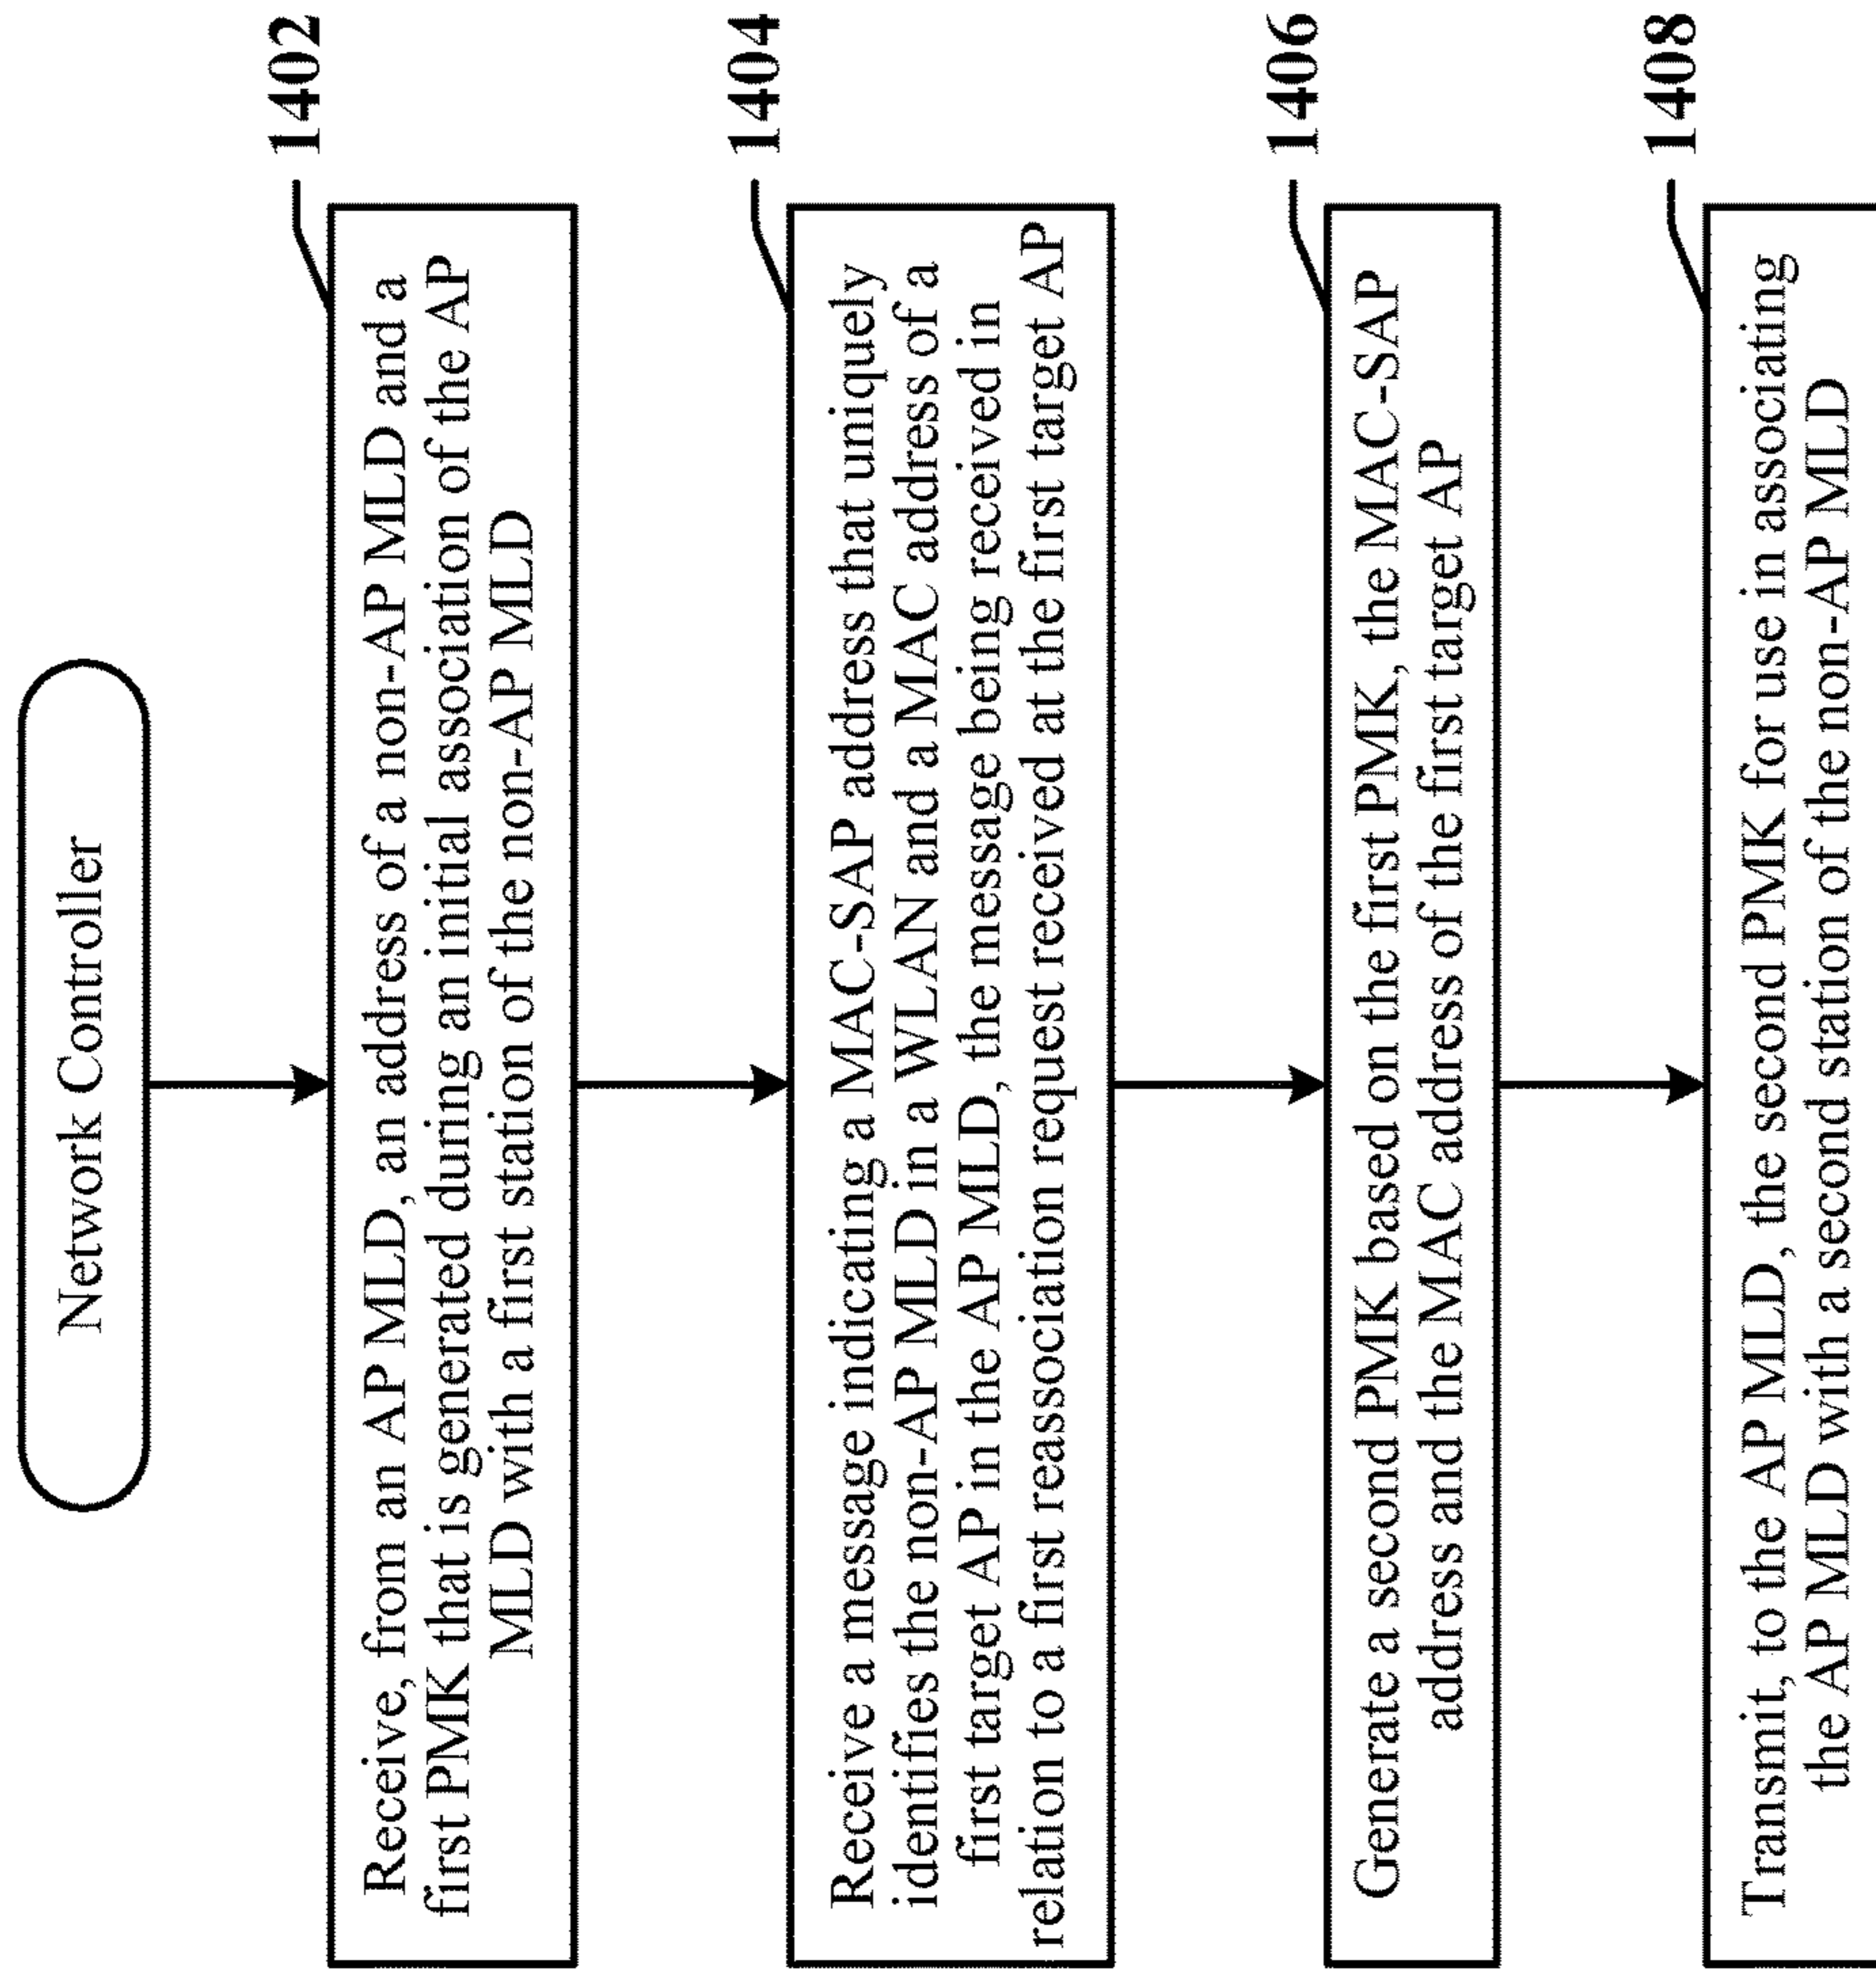 Network Controller
1402
Receive, from an AP MLD, an address of a non-AP MLD and a
first PMK that is generated during an initial association of the AP
MLD with a first station of the non-AP MLD
1404
Receive a message indicating a MAC-SAP address that uniquely
identifies the non-AP MLD in a WLAN and a MAC address of a
first target AP in the AP MLD, the message being received in
relation to a first reassociation request received at the first target AP
1406
Generate a second PMK based on the first PMK, the MAC-SAP
address and the MAC address of the first target AP
1408
Transmit, to the AP MLD, the second PMK for use in associating
the AP MLD with a second station of the non-AP MLD